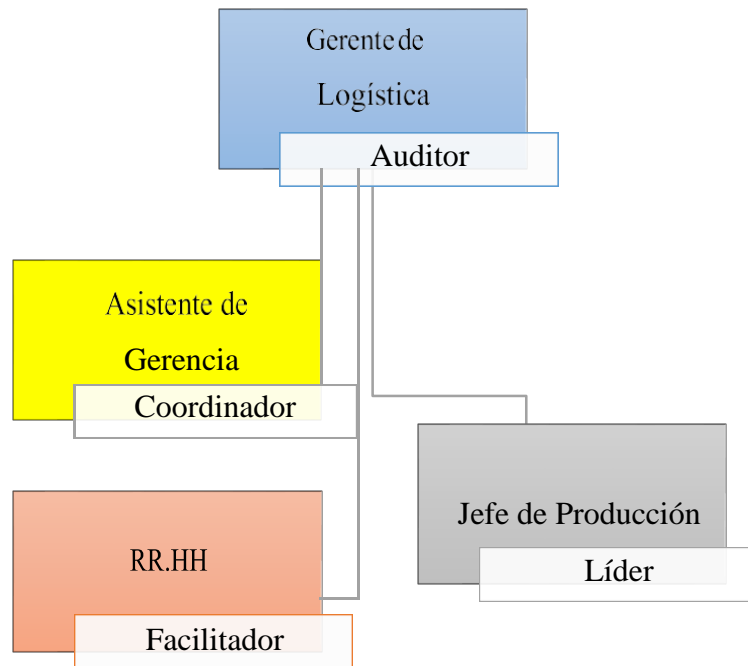 Gerente de
Logística
Auditor
Asistente de
Gerencia
Coordinador
Jefe de Producción
Líder
RR.HH
Facilitador